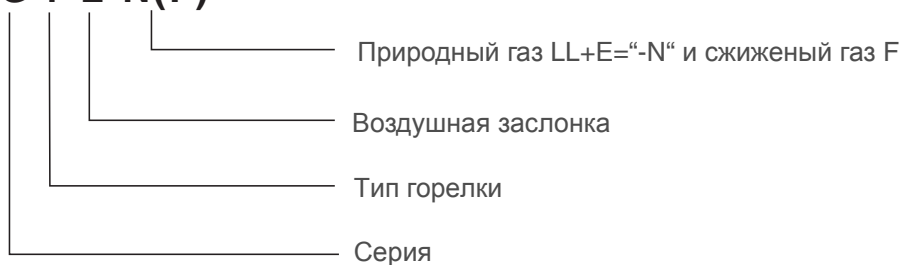 Природный газ LL+E=“-N“ и сжиженый газ F
Воздушная заслонка
Тип горелки
Серия